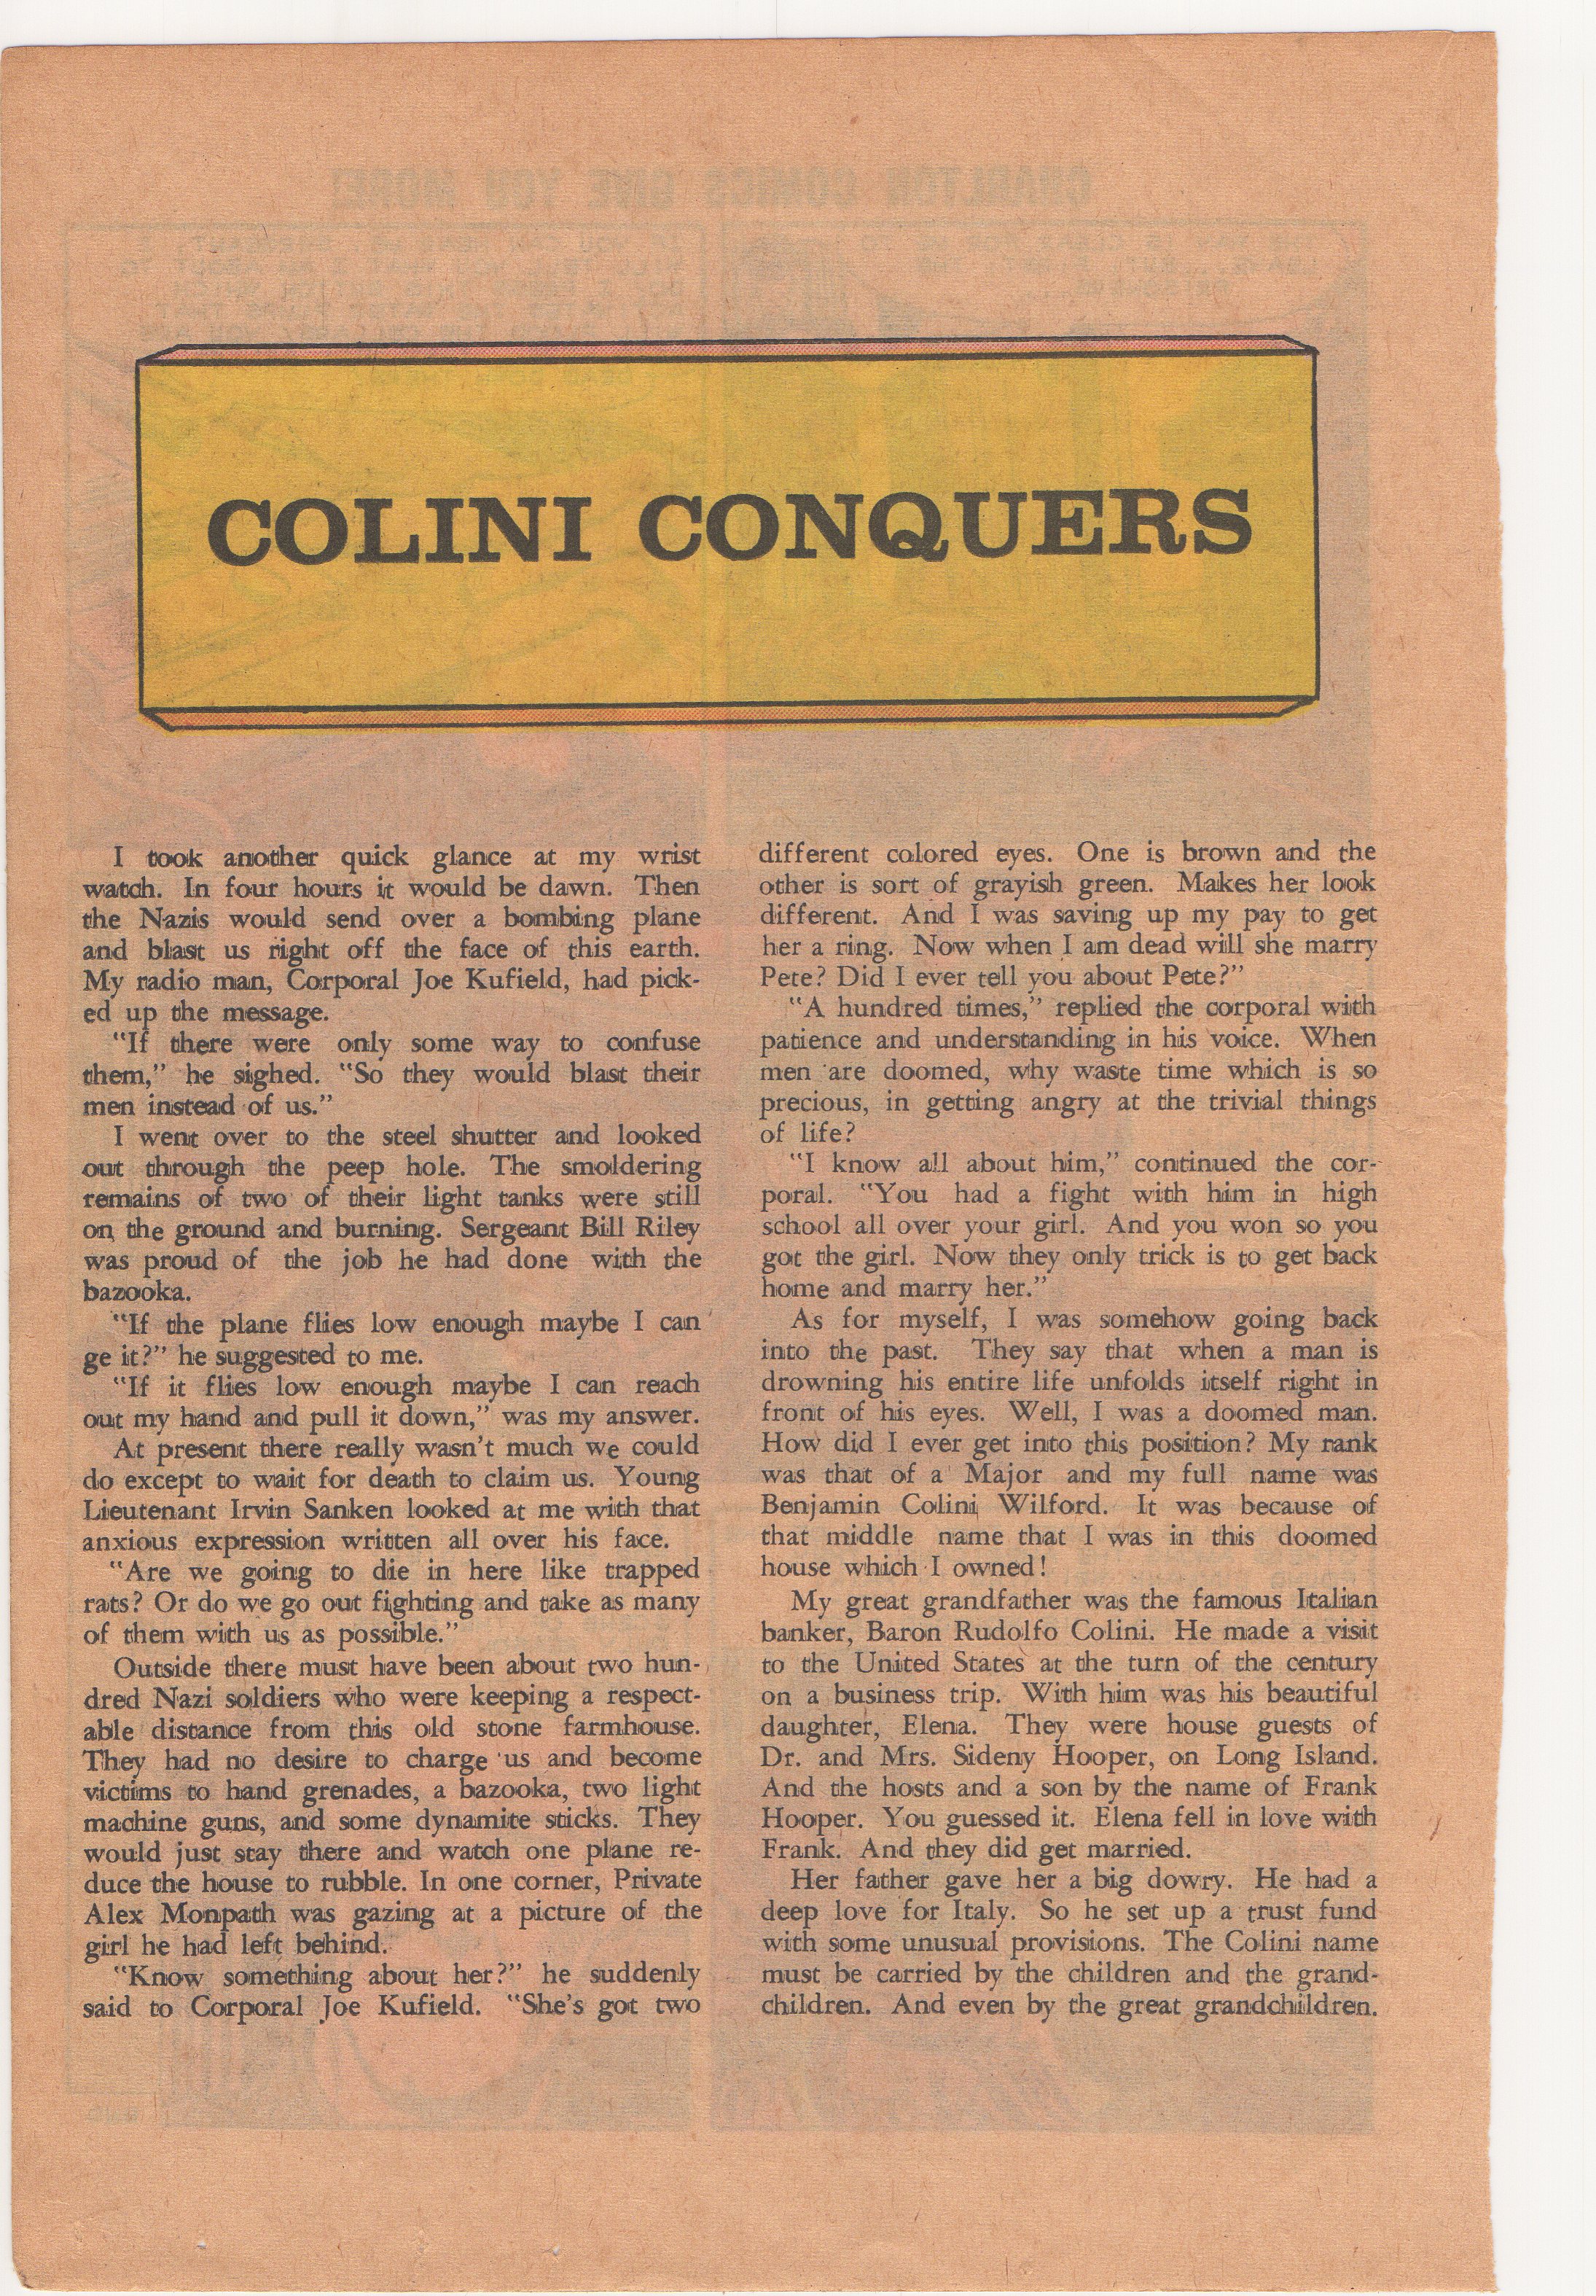 COLINI CONQUERS
I took another quick glance at my wrist
watch. In four hours it would be dawn. Then
the Nazis would send over a bombing plane
and blast us right off the face of this earth.
My radio man, Corporal Joe Kufield, had pick-
ed up the message.
"If there were only some way to confuse
them," he sighed. "So they would blast their
men instead of us."
I went over to the steel shutter and looked
out through the peep hole. The smoldering
remains of two of their light tanks were still
on the ground and burning. Sergeant Bill Riley
was proud of the job he had done with the
bazooka.
"If the plane flies low enough maybe I can
ge it?" he suggested to me.
"If it flies low enough maybe I can reach
out my hand and pull it down," was my answer.
At present there really wasn't much we could
do except to wait for death to claim us. Young
Lieutenant Irvin Sanken looked at me with that
anxious expression written all over his face.
"Are we going to die in here like trapped
rats? Or do we go out fighting and take as many
of them with us as possible."
Outside there must have been about two hun-
dred Nazi soldiers who were keeping a respect-
able distance from this old stone farmhouse.
They had no desire to charge us and become
victims to hand grenades, a bazooka, two light
machine guns, and some dynamite sticks. They
would just stay there and watch one plane re-
duce the house to rubble. In one corner, Private
Alex Monpath was gazing at a picture of the
girl he had left behind.
"Know something about her?" he suddenly
said to Corporal Joe Kufield. "She's got two
different colored eyes. One is brown and the
other is sort of grayish green. Makes her look
different. And I was saving up my pay to get
her a ring. Now when I am dead will she marry
Pete? Did I ever tell you about Pete?"
"A hundred times," replied the corporal with
patience and understanding in his voice. When
men are doomed, why waste time which is so
precious, in getting angry at the trivial things
of life?
"I know all about him," continued the cor-
poral. "You had a fight with him in high
school all over your girl. And you won so you
got the girl. Now they only trick is to get back
home and marry her."
As for myself, I was somehow going back
into the past. They say that when a man is
drowning his entire life unfolds itself right in
front of his eyes. Well, I was a doomed man.
How did I ever get into this position? My rank
was that of a Major and my full name was
Benjamin Colini Wilford. It was because of
that middle name that I was in this doomed
house which I owned!
My great grandfather was the famous Italian
banker, Baron Rudolfo Colini. He made a visit
to the United States at the turn of the century
on a business trip. With him was his beautiful
daughter, Elena. They were house guests of
Dr. and Mrs. Sideny Hooper, on Long Island.
And the hosts and a son by the name of Frank
Hooper. You guessed it. Elena fell in love with
Frank. And they did get married.
Her father gave her a big dowry. He had a
deep love for Italy. So he set up a trust fund
with some unusual provisions. The Colini name
must be carried by the children and the grand-
children. And even by the great grandchildren.